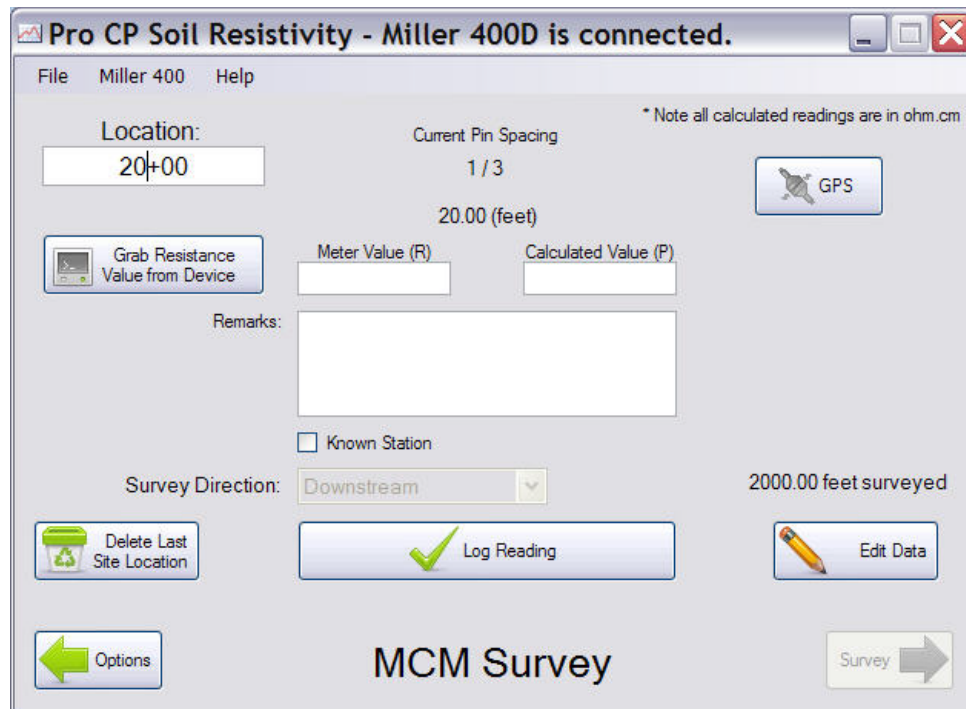 Pro CP Soil Resistivity - Miller 400D is connected.
File Miller 400 Help
* Note all calculated readings are in ohm.cm
Location:
20+00
Current Pin Spacing
1 / 3
20.00 (feet)
GPS
Grab Resistance
Value from Device
Meter Value (R)
Calculated Value (P)
Remarks:
Known Station
Survey Direction:
Downstream
2000.00 feet surveyed
Delete Last
Site Location
Log Reading
Edit Data
Options
MCM Survey
Survey